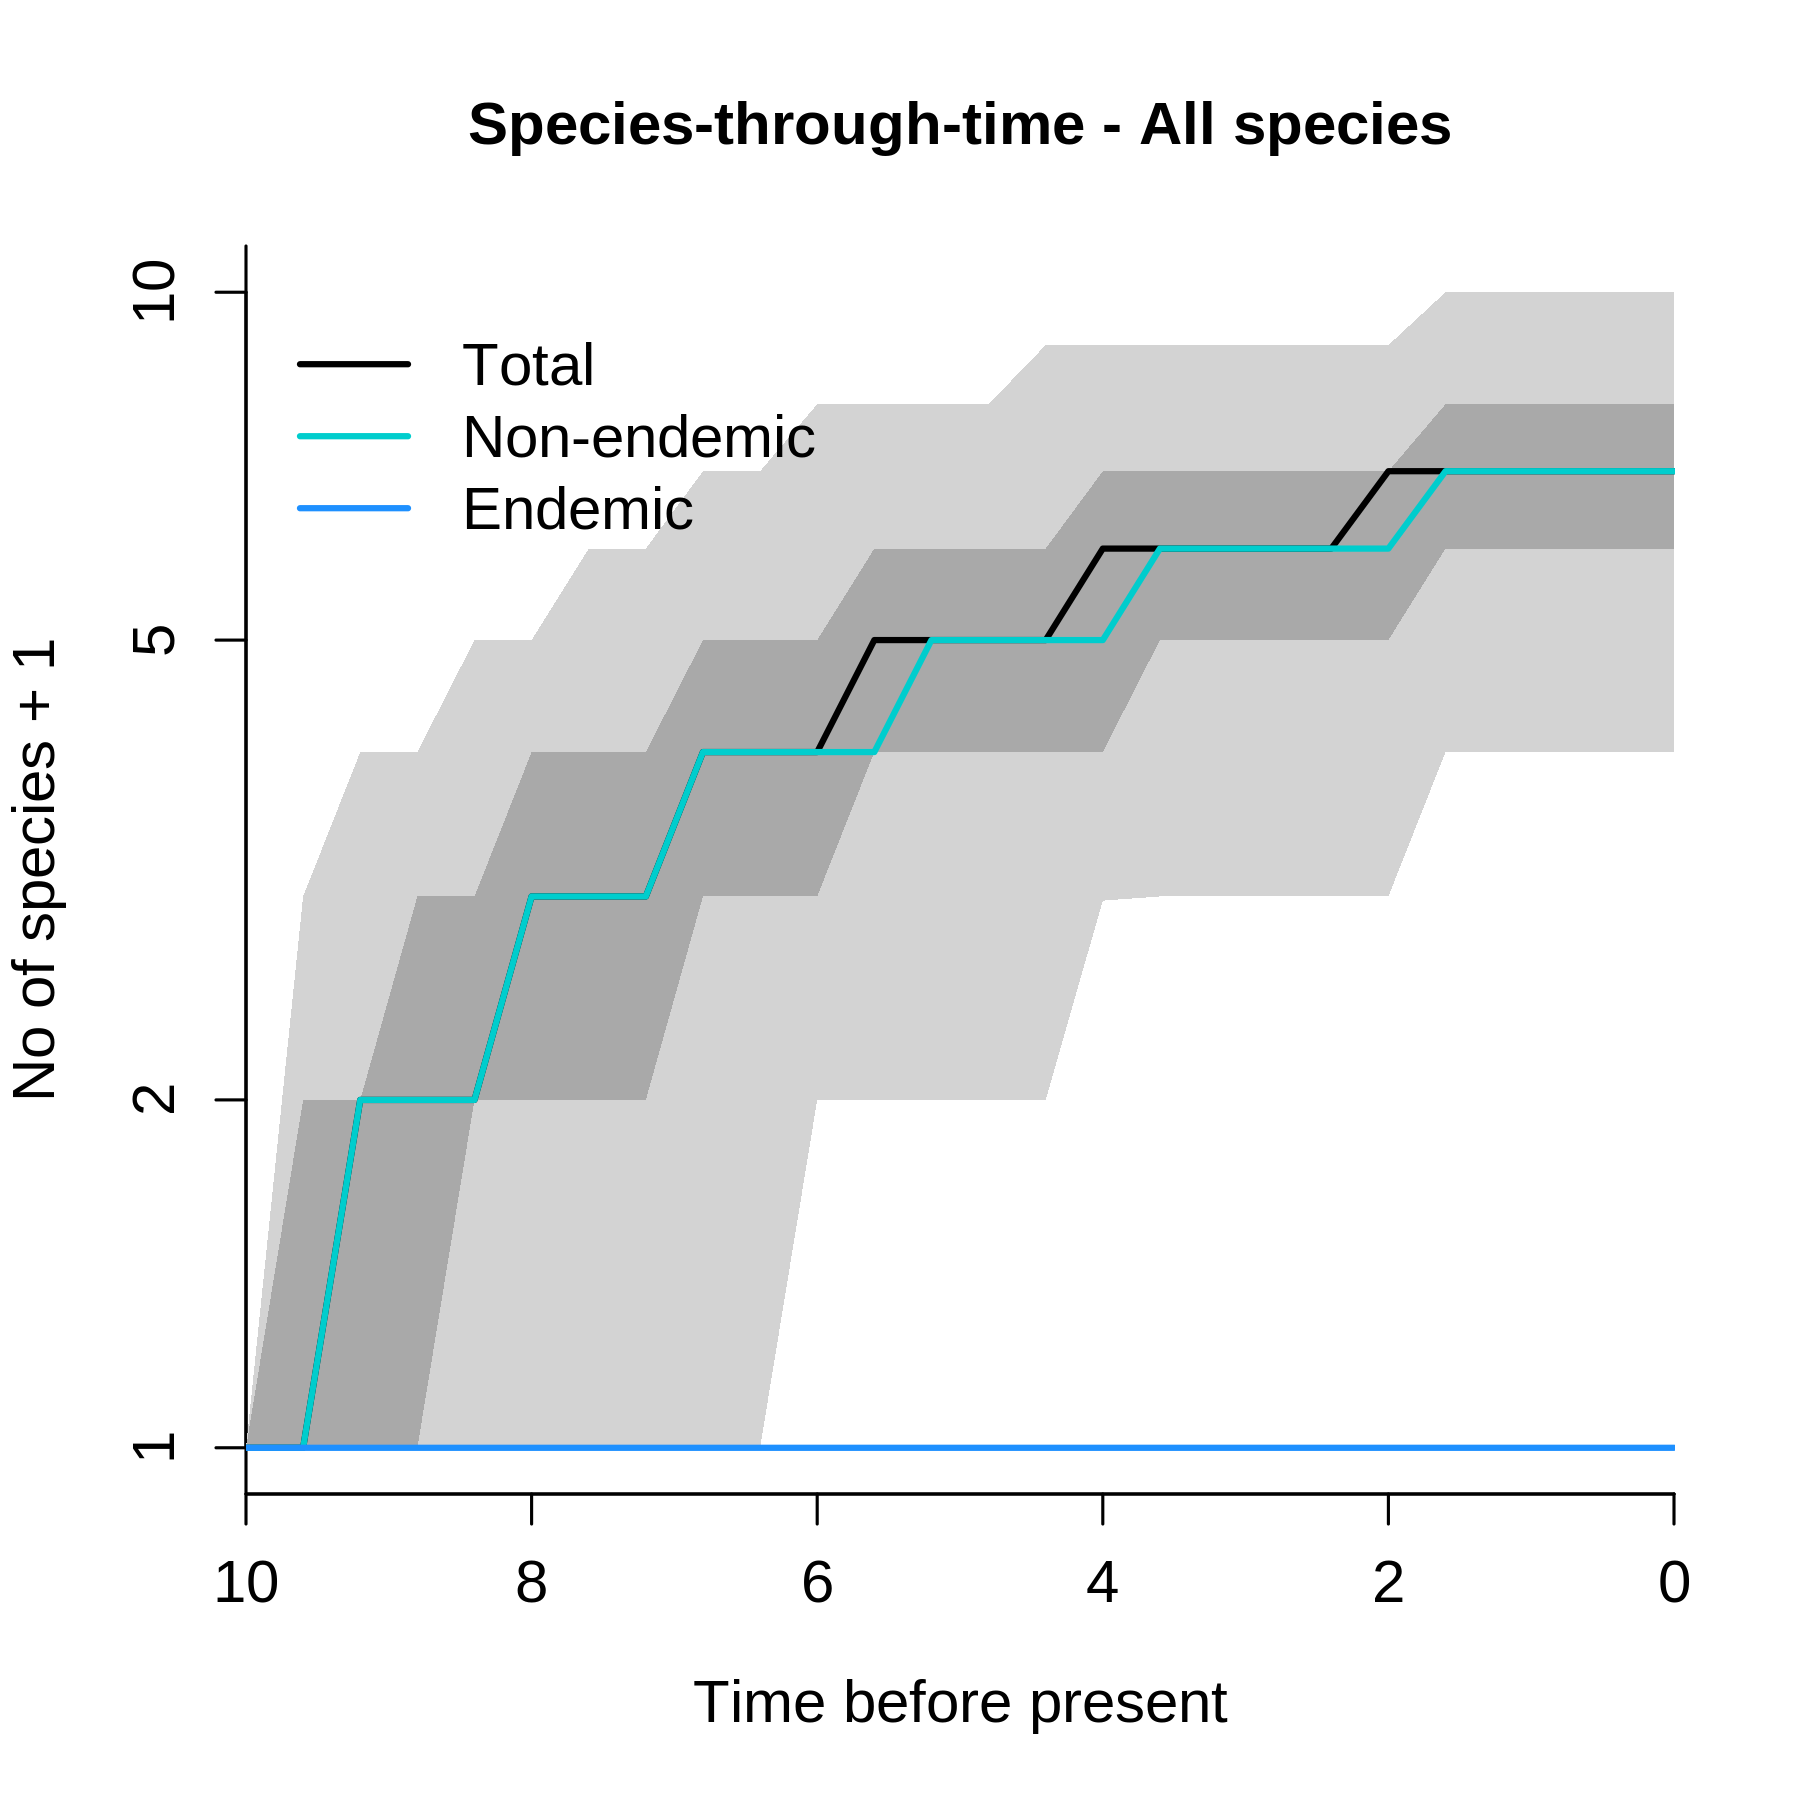 Species-through-time - All species
10
5
2
1
No of species + 1
Total
Non-endemic
Endemic
10 8 6 4 2 0
Time before present